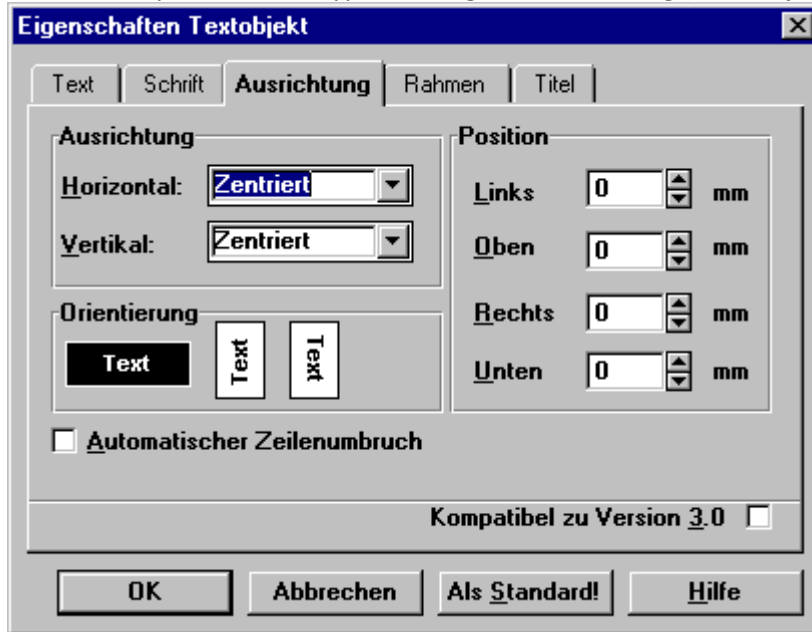 Eigenschaften Textobjekt
Text Schrift Ausrichtung Rahmen Titel
Ausrichtung
Horizontal: Zentriert
Vertikal: Zentriert
Position
Links 0 mm
Oben 0 mm
Rechts 0 mm
Unten 0 mm
Orientierung
Text Text Text
Automatischer Zeilenumbruch
Kompatibel zu Version 3.0
OK Abbrechen Als Standard! Hilfe